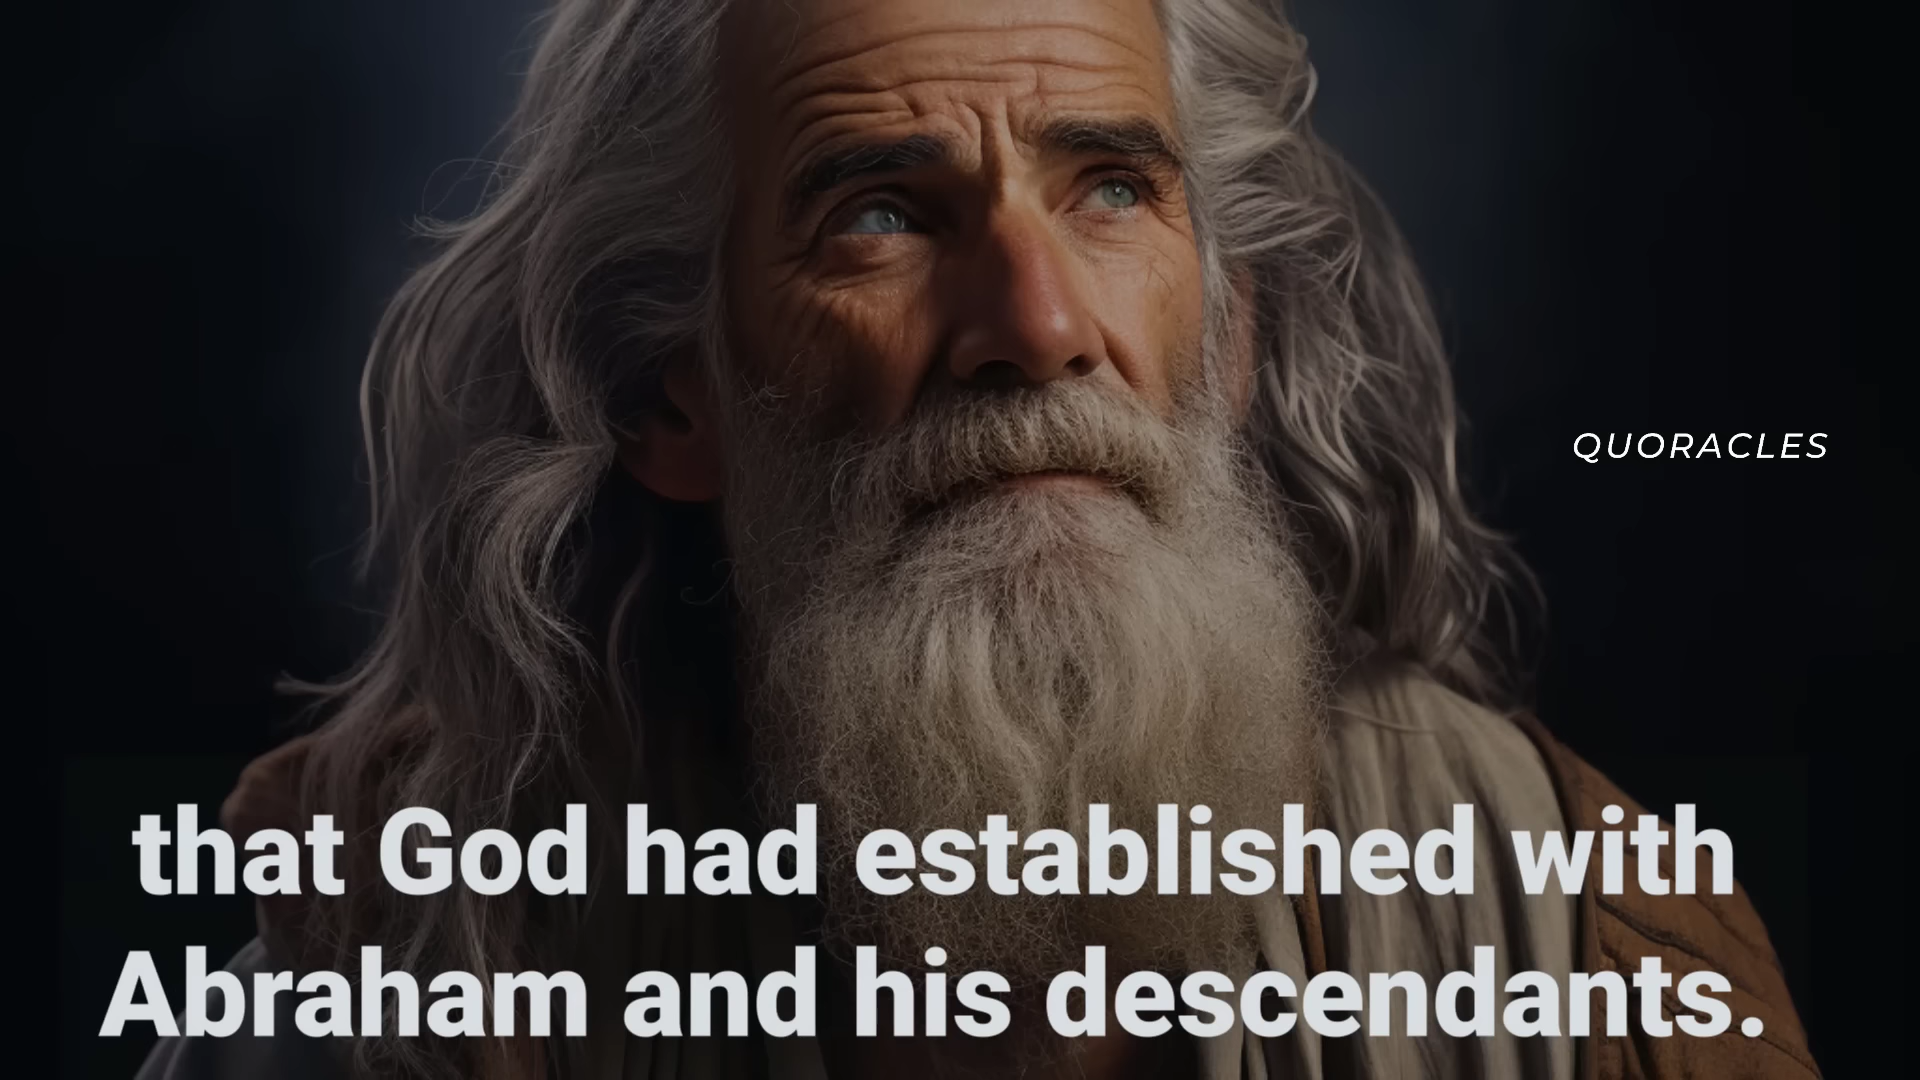 QUORACLES
that God had established with
Abraham and his descendants.